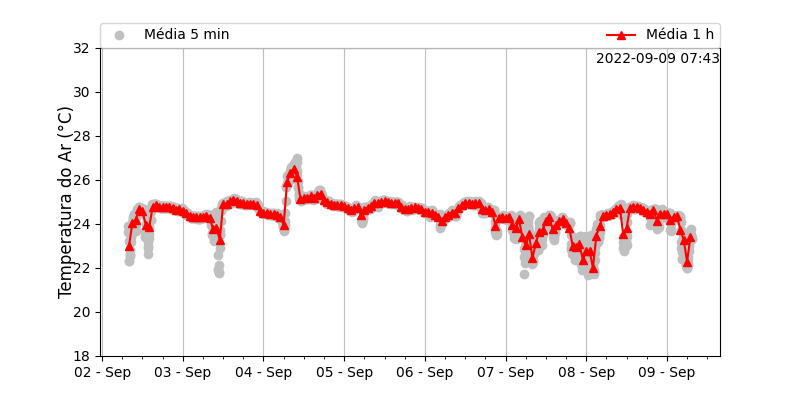 Média 5 min
Média 1 h
2022-09-09 07:43
Temperatura do Ar (°C)
32
30
28
26
24
22
20
18
02 - Sep
03 - Sep
04 - Sep
05 - Sep
06 - Sep
07 - Sep
08 - Sep
09 - Sep